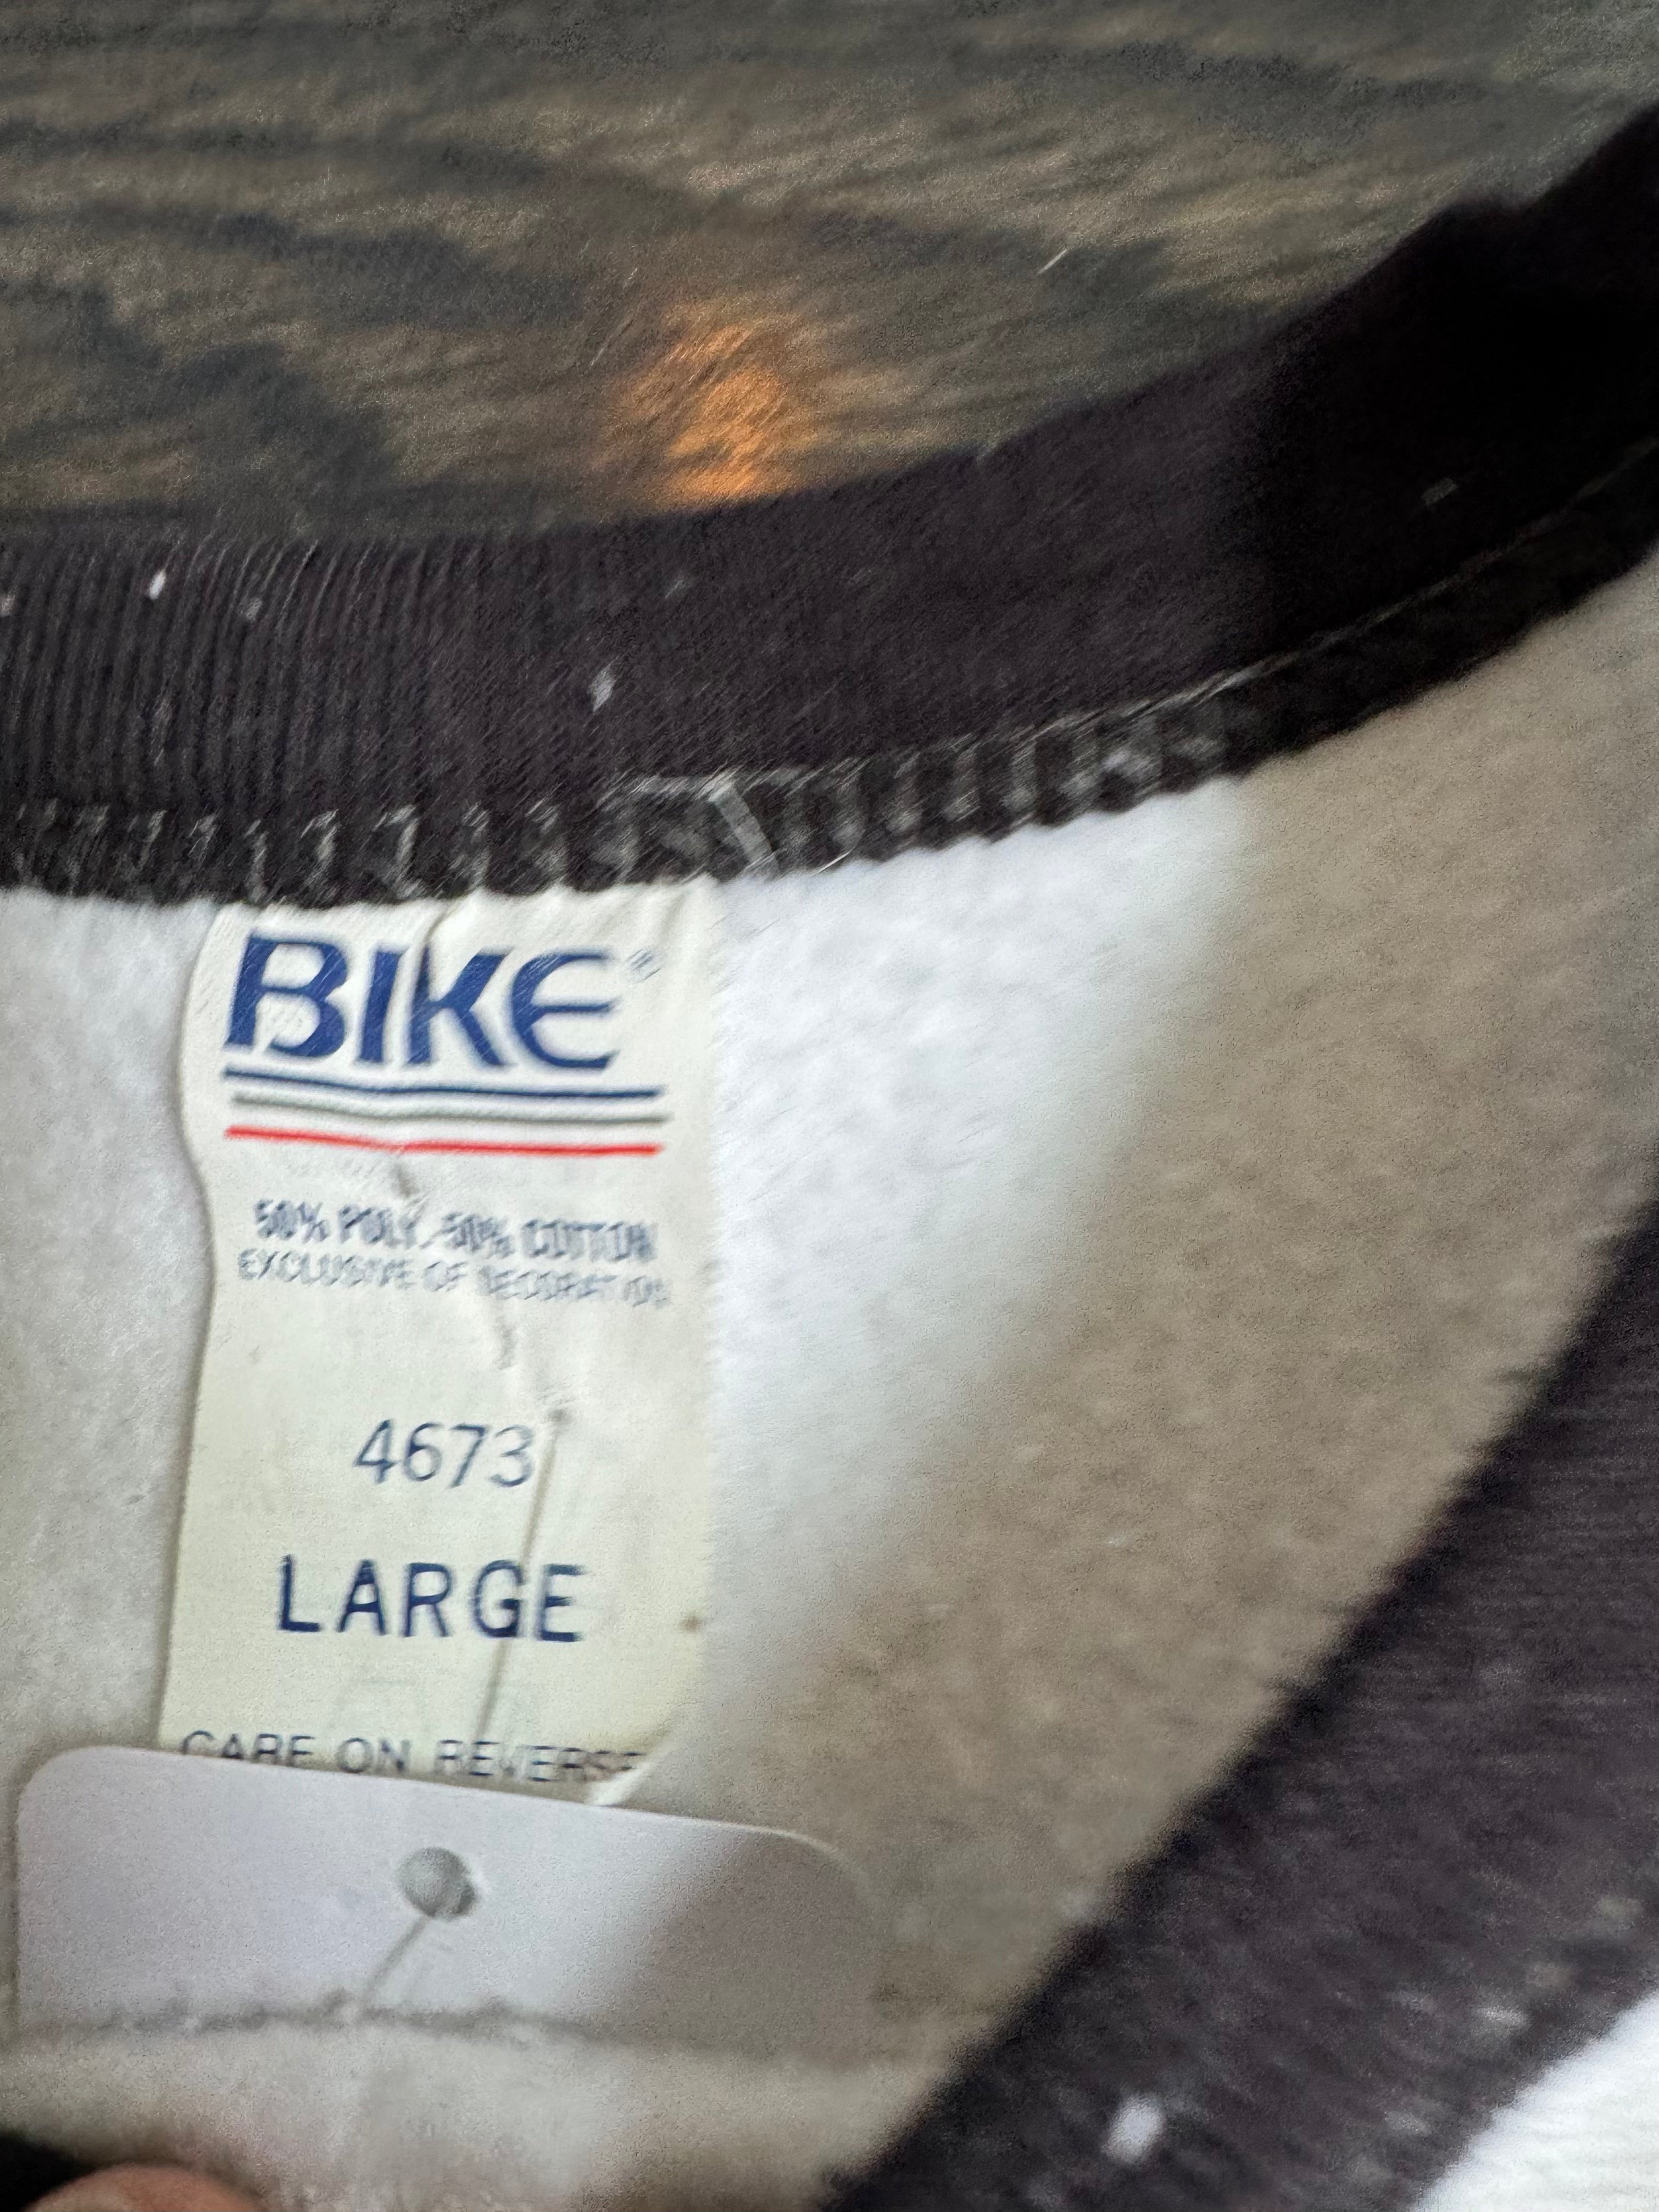 BIKE®
50% POLY. 50% COTTON
EXCLUSIVE OF DECORATION
4673
LARGE
CARE ON REVERSE